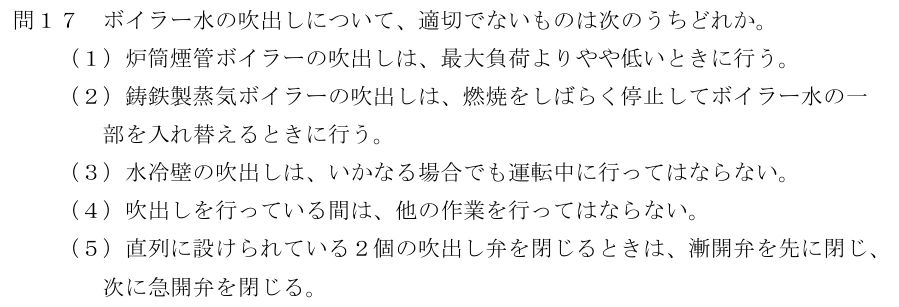 問１７　ボイラー水の吹出しについて、適切でないものは次のうちどれか。
（１）炉筒煙管ボイラーの吹出しは、最大負荷よりやや低いときに行う。
（２）鋳鉄製蒸気ボイラーの吹出しは、燃焼をしばらく停止してボイラー水の一
部を入れ替えるときに行う。
（３）水冷壁の吹出しは、いかなる場合でも運転中に行ってはならない。
（４）吹出しを行っている間は、他の作業を行ってはならない。
（５）直列に設けられている２個の吹出し弁を閉じるときは、漸開弁を先に閉じ、
次に急開弁を閉じる。